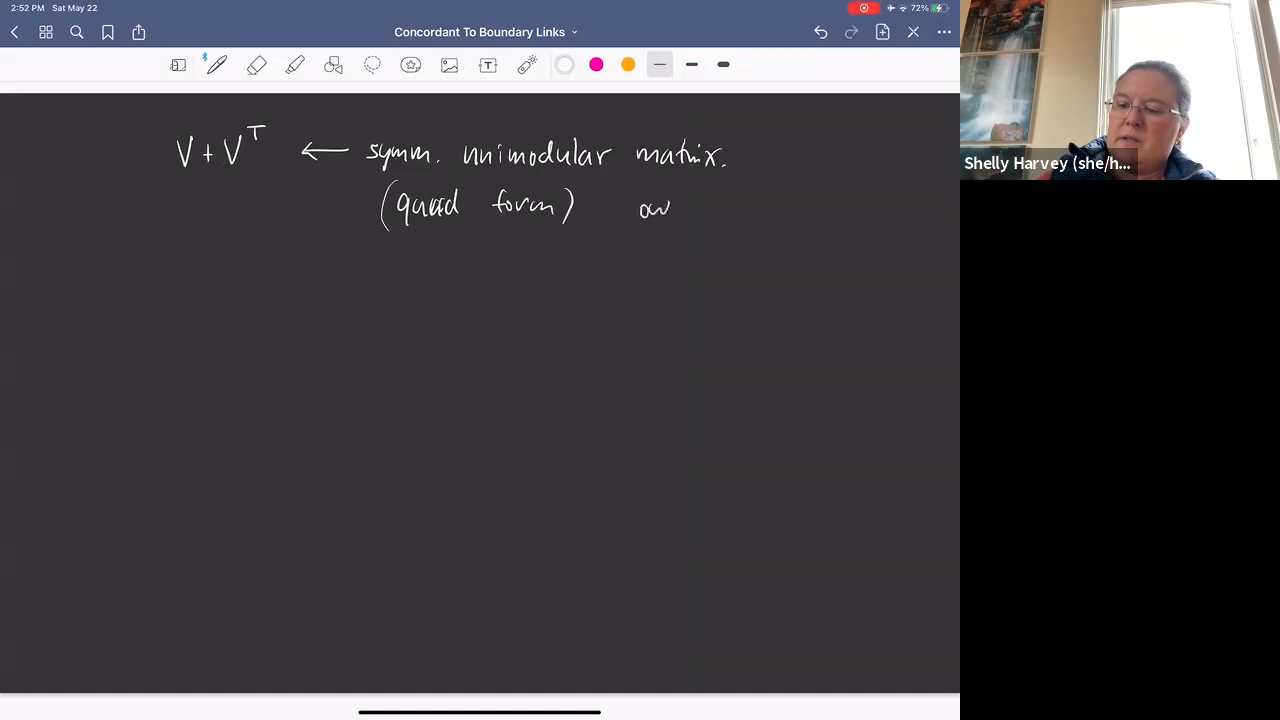 2:52 PM Sat May 22
72%
Concordant To Boundary Links
T
V + V^T ← symm. unimodular matrix.
(quad form) ov
Shelly Harvey (she/h...